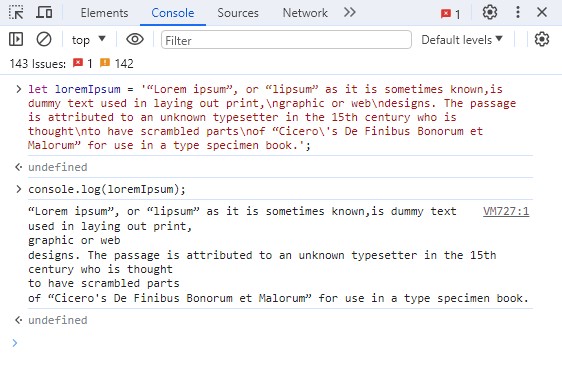 Elements Console Sources Network 1
top Filter Default levels
143 Issues: 1 142
let loremIpsum = '“Lorem ipsum”, or “lipsum” as it is sometimes known,is
dummy text used in laying out print,\ngraphic or web\ndesigns. The passage
is attributed to an unknown typesetter in the 15th century who is
thought\nto have scrambled parts\nof “Cicero\'s De Finibus Bonorum et
Malorum” for use in a type specimen book.';
undefined
console.log(loremIpsum);
“Lorem ipsum”, or “lipsum” as it is sometimes known,is dummy text VM727:1
used in laying out print,
graphic or web
designs. The passage is attributed to an unknown typesetter in the 15th
century who is thought
to have scrambled parts
of “Cicero's De Finibus Bonorum et Malorum” for use in a type specimen book.
undefined